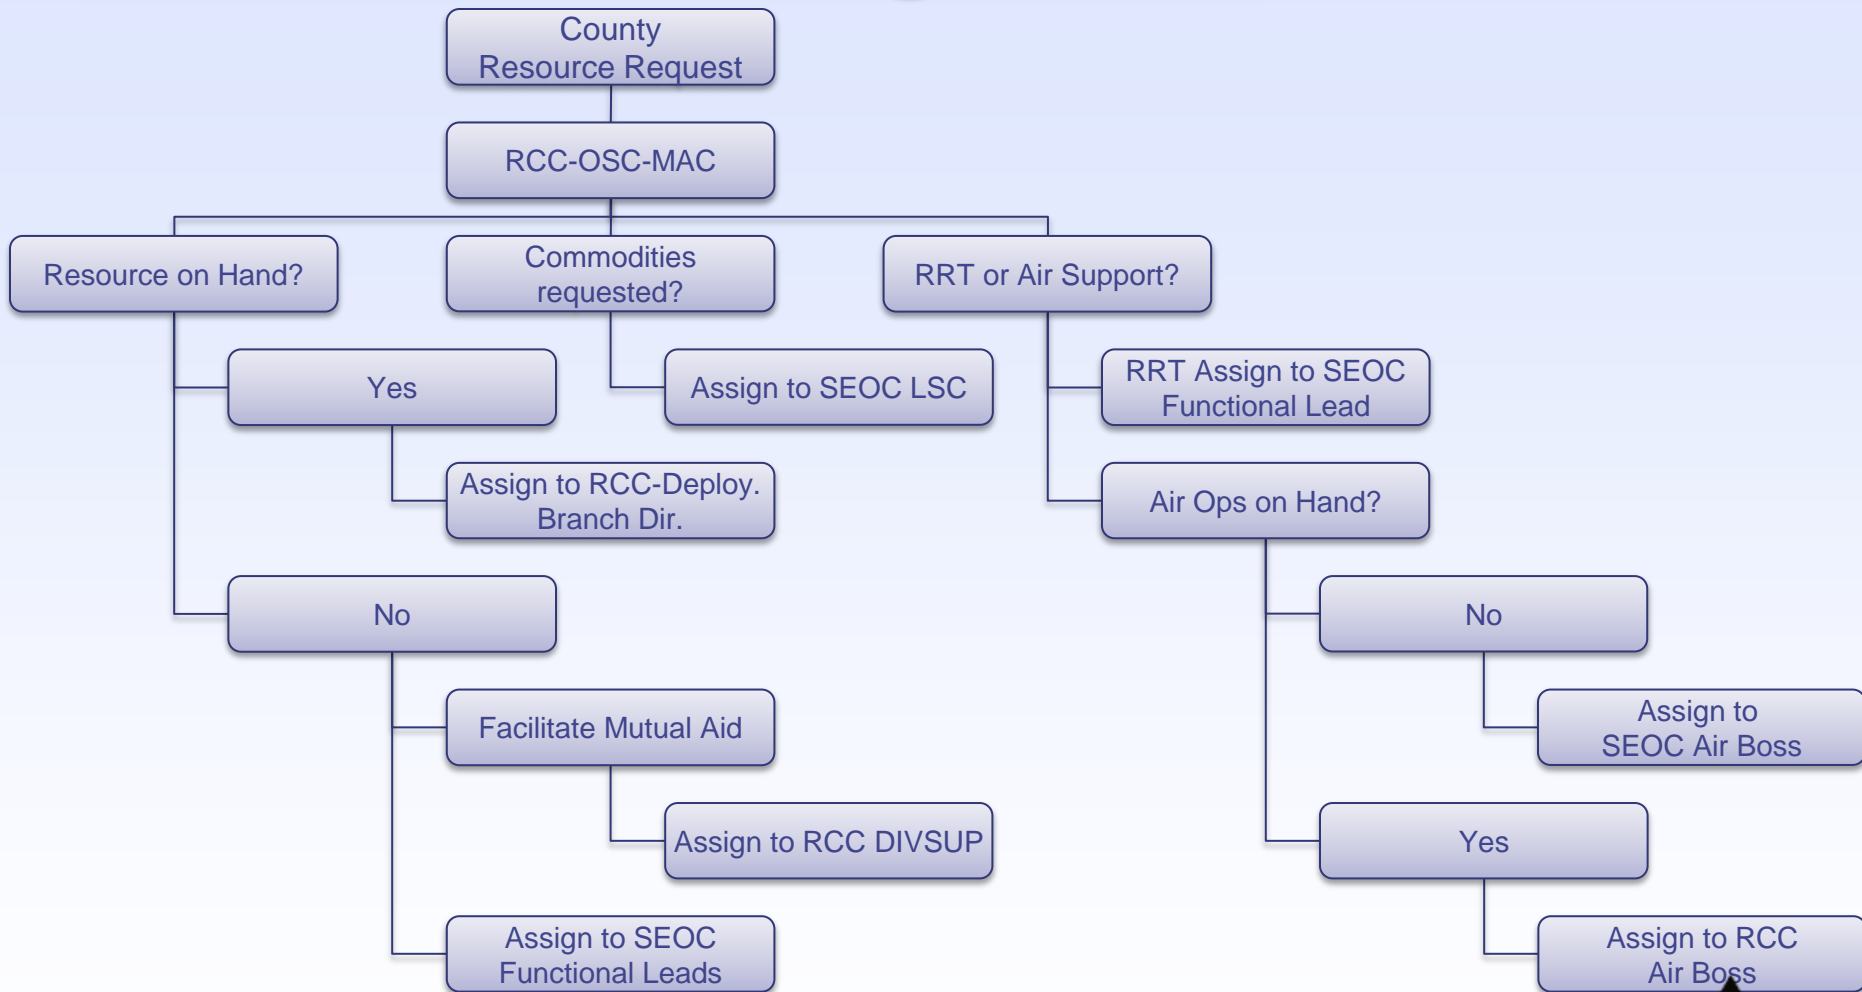 County
Resource Request
RCC-OSC-MAC
Resource on Hand?
Commodities
requested?
RRT or Air Support?
Yes
Assign to SEOC LSC
RRT Assign to SEOC
Functional Lead
Assign to RCC-Deploy.
Branch Dir.
Air Ops on Hand?
No
No
Facilitate Mutual Aid
Assign to
SEOC Air Boss
Assign to RCC DIVSUP
Yes
Assign to SEOC
Functional Leads
Assign to RCC
Air Boss